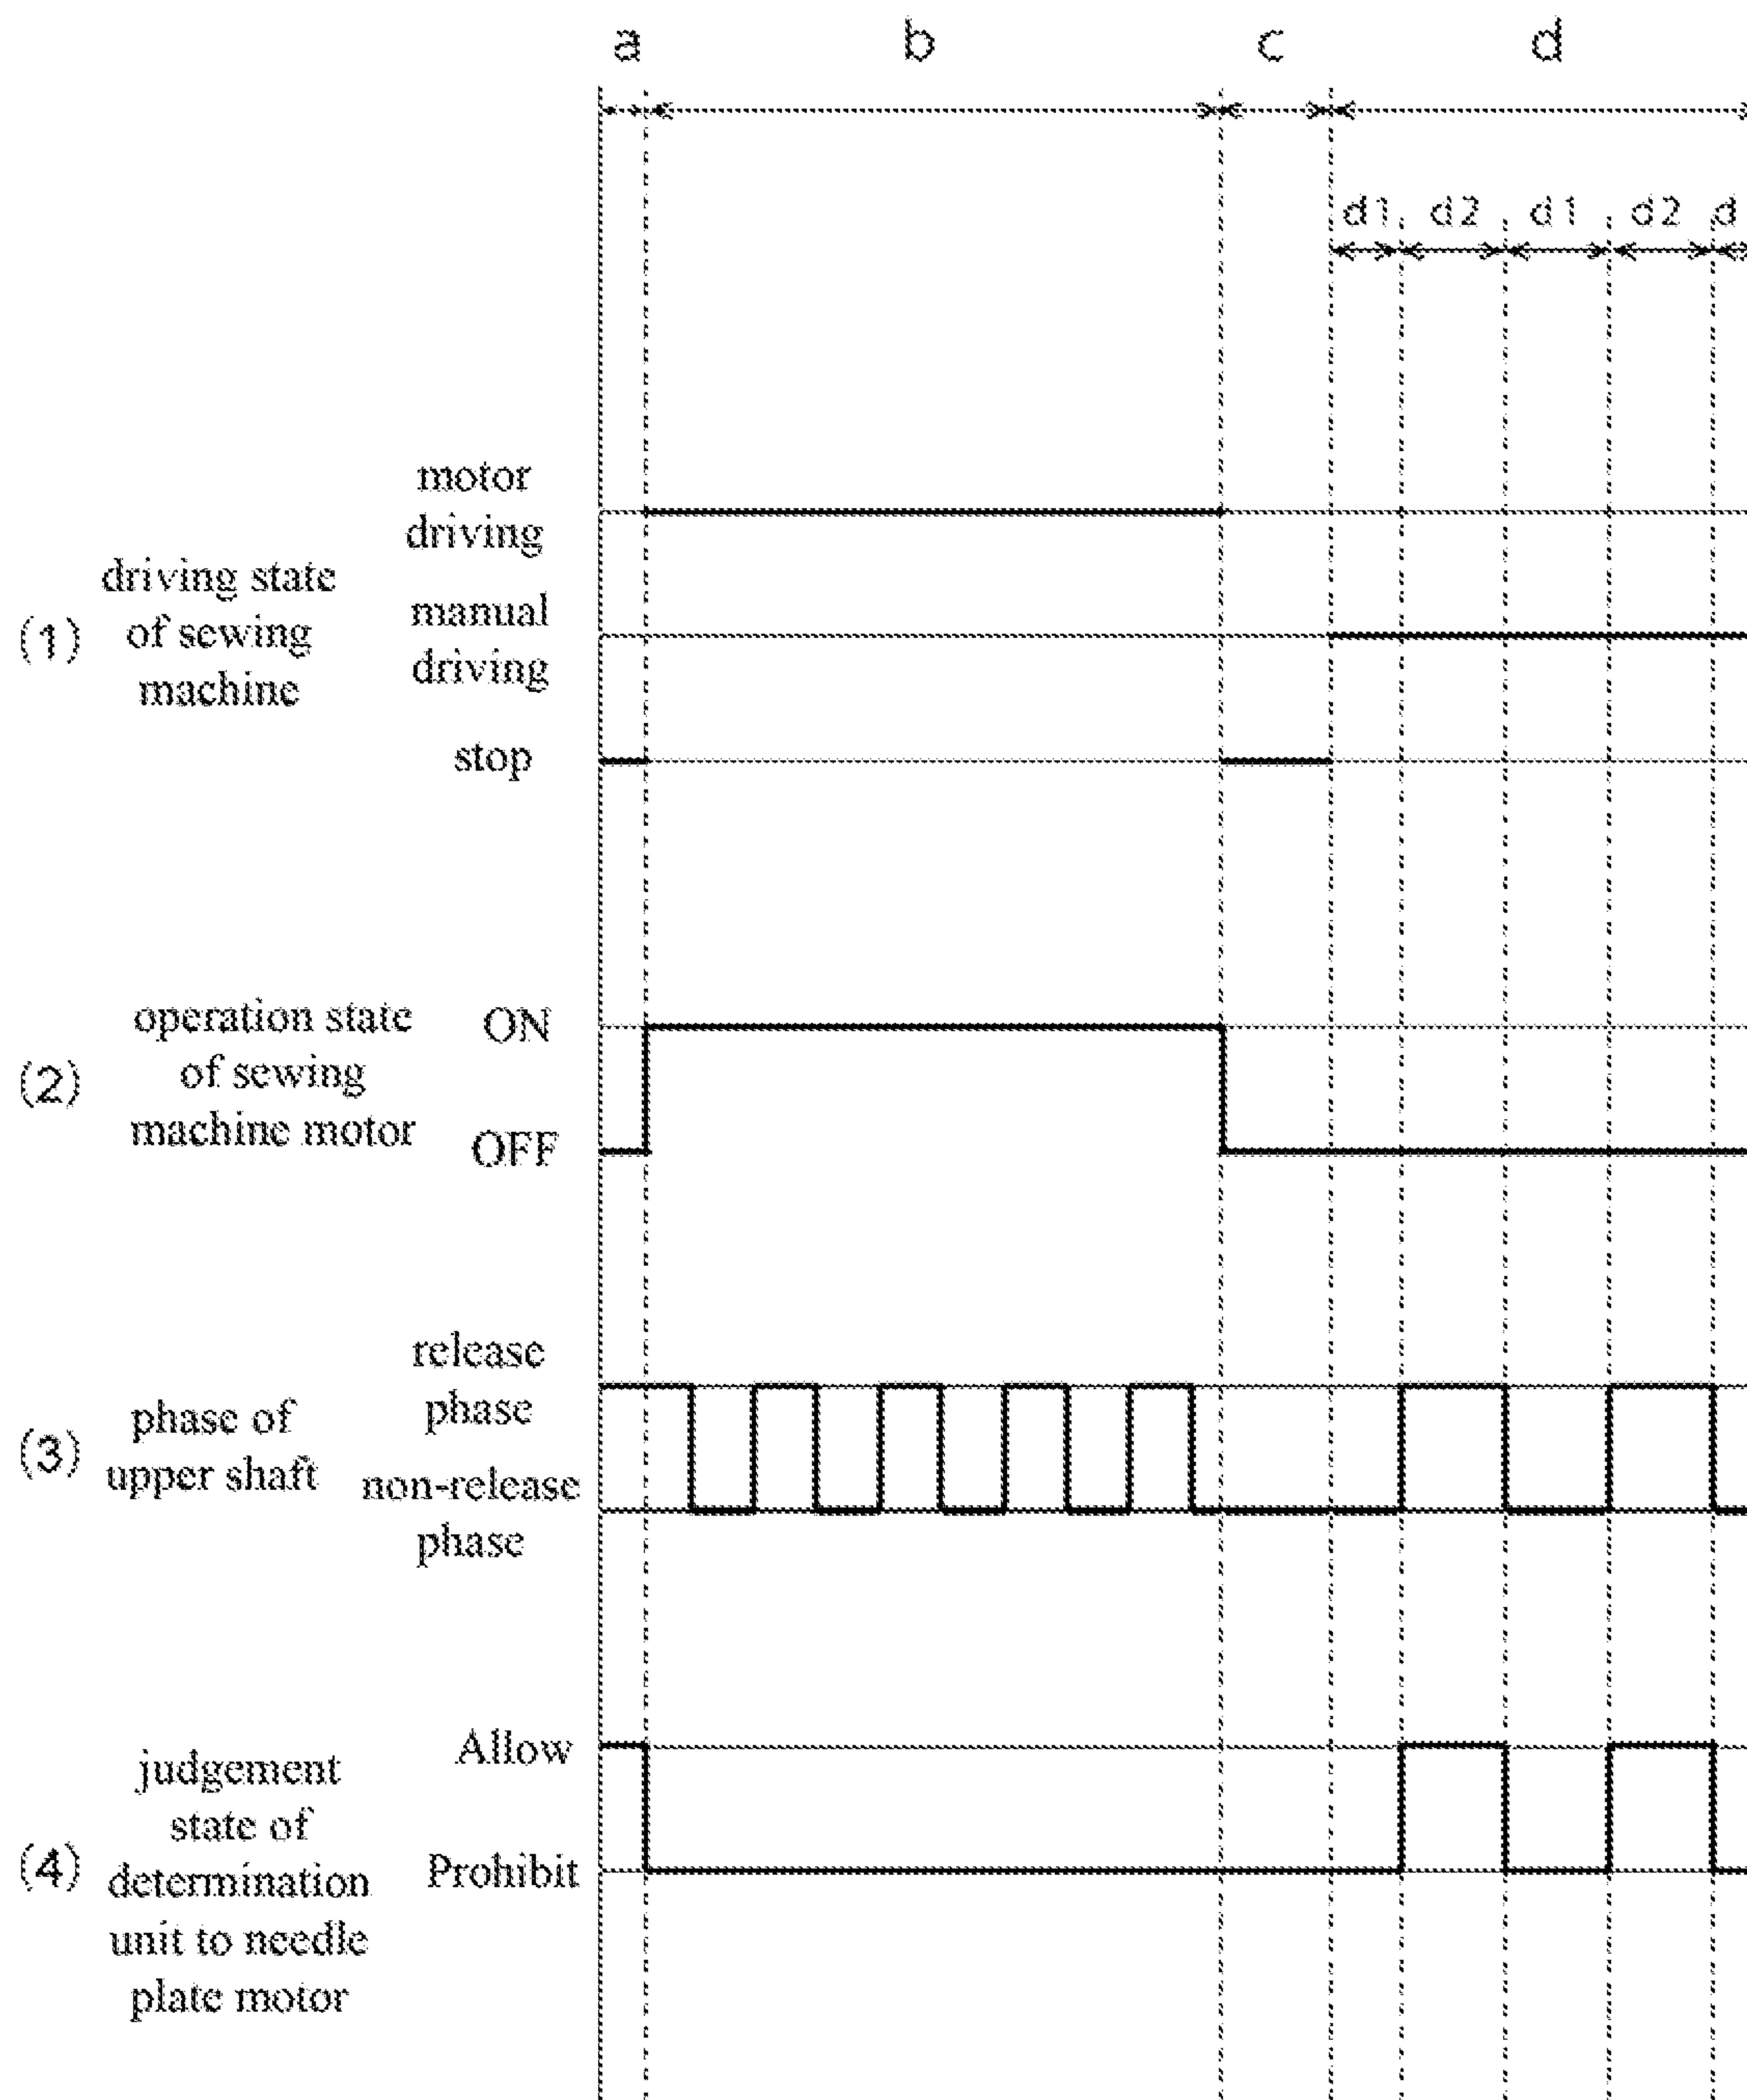 a b c d
d1 d2 d1 d2 d
(1)
driving state
of sewing
machine
motor
driving
manual
driving
stop
(2)
operation state
of sewing
machine motor
ON
OFF
(3)
phase of
upper shaft
release
phase
non-release
phase
(4)
judgement
state of
determination
unit to needle
plate motor
Allow
Prohibit